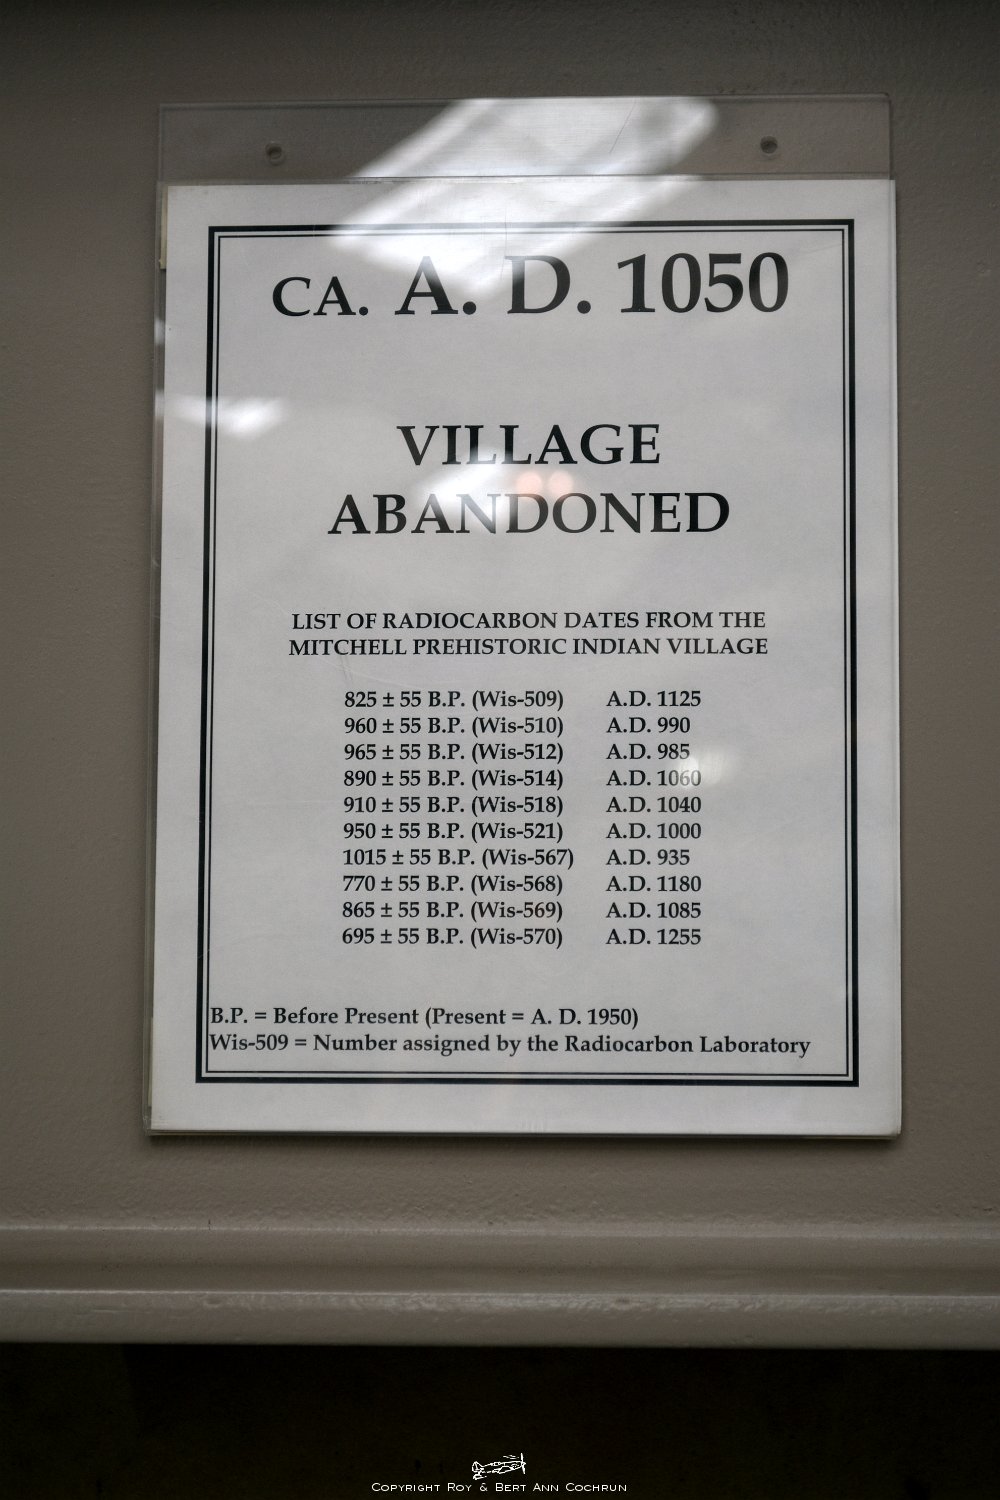 CA. A. D. 1050
VILLAGE
ABANDONED
LIST OF RADIOCARBON DATES FROM THE
MITCHELL PREHISTORIC INDIAN VILLAGE
825 ± 55 B.P. (Wis-509) A.D. 1125
960 ± 55 B.P. (Wis-510) A.D. 990
965 ± 55 B.P. (Wis-512) A.D. 985
890 ± 55 B.P. (Wis-514) A.D. 1060
910 ± 55 B.P. (Wis-518) A.D. 1040
950 ± 55 B.P. (Wis-521) A.D. 1000
1015 ± 55 B.P. (Wis-567) A.D. 935
770 ± 55 B.P. (Wis-568) A.D. 1180
865 ± 55 B.P. (Wis-569) A.D. 1085
695 ± 55 B.P. (Wis-570) A.D. 1255
B.P. = Before Present (Present = A. D. 1950)
Wis-509 = Number assigned by the Radiocarbon Laboratory
Copyright Roy & Bert Ann Cochrun